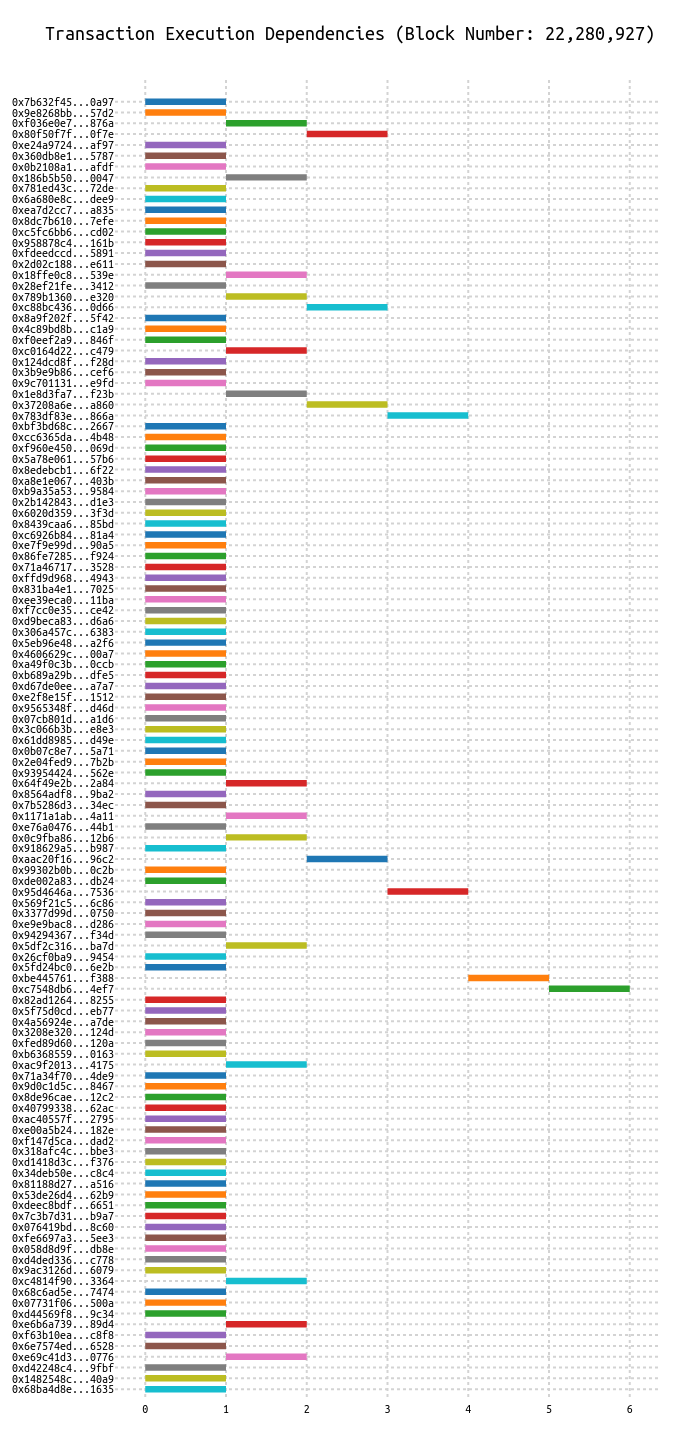 Transaction Execution Dependencies (Block Number: 22,280,927)
0x7b632f45...0a97
0x9e8268bb...57d2
0xf036e0e7...876a
0x80f50f7f...0f7e
0xe24a9724...af97
0x360db8e1...5787
0x0b2108a1...afdf
0x186b5b50...0047
0x781ed43c...72de
0x6a680e8c...dee9
0xea7d2cc7...a835
0x8dc7b610...7efe
0xc5fc6bb6...cd02
0x958878c4...161b
0xfdeedccd...5891
0x2d02c188...e611
0x18ffe0c8...539e
0x28ef21fe...3412
0x789b1360...e320
0xc88bc436...0d66
0x8a9f202f...5f42
0x4c89bd8b...c1a9
0xf0eef2a9...846f
0xc0164d22...c479
0x124dcd8f...f28d
0x3b9e9b86...cef6
0x9c701131...e9fd
0x1e8d3fa7...f23b
0x37208a6e...a860
0x783df83e...866a
0xbf3bd68c...2667
0xcc6365da...4b48
0xf960e450...069d
0x5a78e061...57b6
0x8edebcb1...6f22
0xa8e1e067...403b
0xb9a35a53...9584
0x2b142843...d1e3
0x6020d359...3f3d
0x8439caa6...85bd
0xc6926b84...81a4
0xe7f9e99d...90a5
0x86fe7285...f924
0x71a46717...3528
0xffd9d968...4943
0x831ba4e1...7025
0xee39eca0...11ba
0xf7cc0e35...ce42
0xd9beca83...d6a6
0x306a457c...6383
0x5eb96e48...a2f6
0x4606629c...00a7
0xa49f0c3b...0ccb
0xb689a29b...dfe5
0xd67de0ee...a7a7
0xe2f8e15f...1512
0x9565348f...d46d
0x07cb801d...a1d6
0x3c066b3b...e8e3
0x61dd8985...d49e
0x0b07c8e7...5a71
0x2e04fed9...7b2b
0x93954424...562e
0x64f49e2b...2a84
0x8564adf8...9ba2
0x7b5286d3...34ec
0x1171a1ab...4a11
0xe76a0476...44b1
0x0c9fba86...12b6
0x918629a5...b987
0xaac20f16...96c2
0x99302b0b...0c2b
0xde002a83...db24
0x95d4646a...7536
0x569f21c5...6c86
0x3377d99d...0750
0xe9e9bac8...d286
0x94294367...f34d
0x5df2c316...ba7d
0x26cf0ba9...9454
0x5fd24bc0...6e2b
0xbe445761...f388
0xc7548db6...4ef7
0x82ad1264...8255
0x5f75d0cd...eb77
0x4a56924e...a7de
0x3208e320...124d
0xfed89d60...120a
0xb6368559...0163
0xac9f2013...4175
0x71a34f70...4de9
0x9d0c1d5c...8467
0x8de96cae...12c2
0x40799338...62ac
0xac40557f...2795
0xe00a5b24...182e
0xf147d5ca...dad2
0x318afc4c...bbe3
0xd1418d3c...f376
0x34deb50e...c8c4
0x81188d27...a516
0x53de26d4...62b9
0xdeec8bdf...6651
0x7c3b7d31...b9a7
0x076419bd...8c60
0xfe6697a3...5ee3
0x058d8d9f...db8e
0xd4ded336...c778
0x9ac3126d...6079
0xc4814f90...3364
0x68c6ad5e...7474
0x07731f06...500a
0xd44569f8...9c34
0xe6b6a739...89d4
0xf63b10ea...c8f8
0x6e7574ed...6528
0xe69c41d3...0776
0xd42248c4...9fbf
0x1482548c...40a9
0x68ba4d8e...1635
0 1 2 3 4 5 6